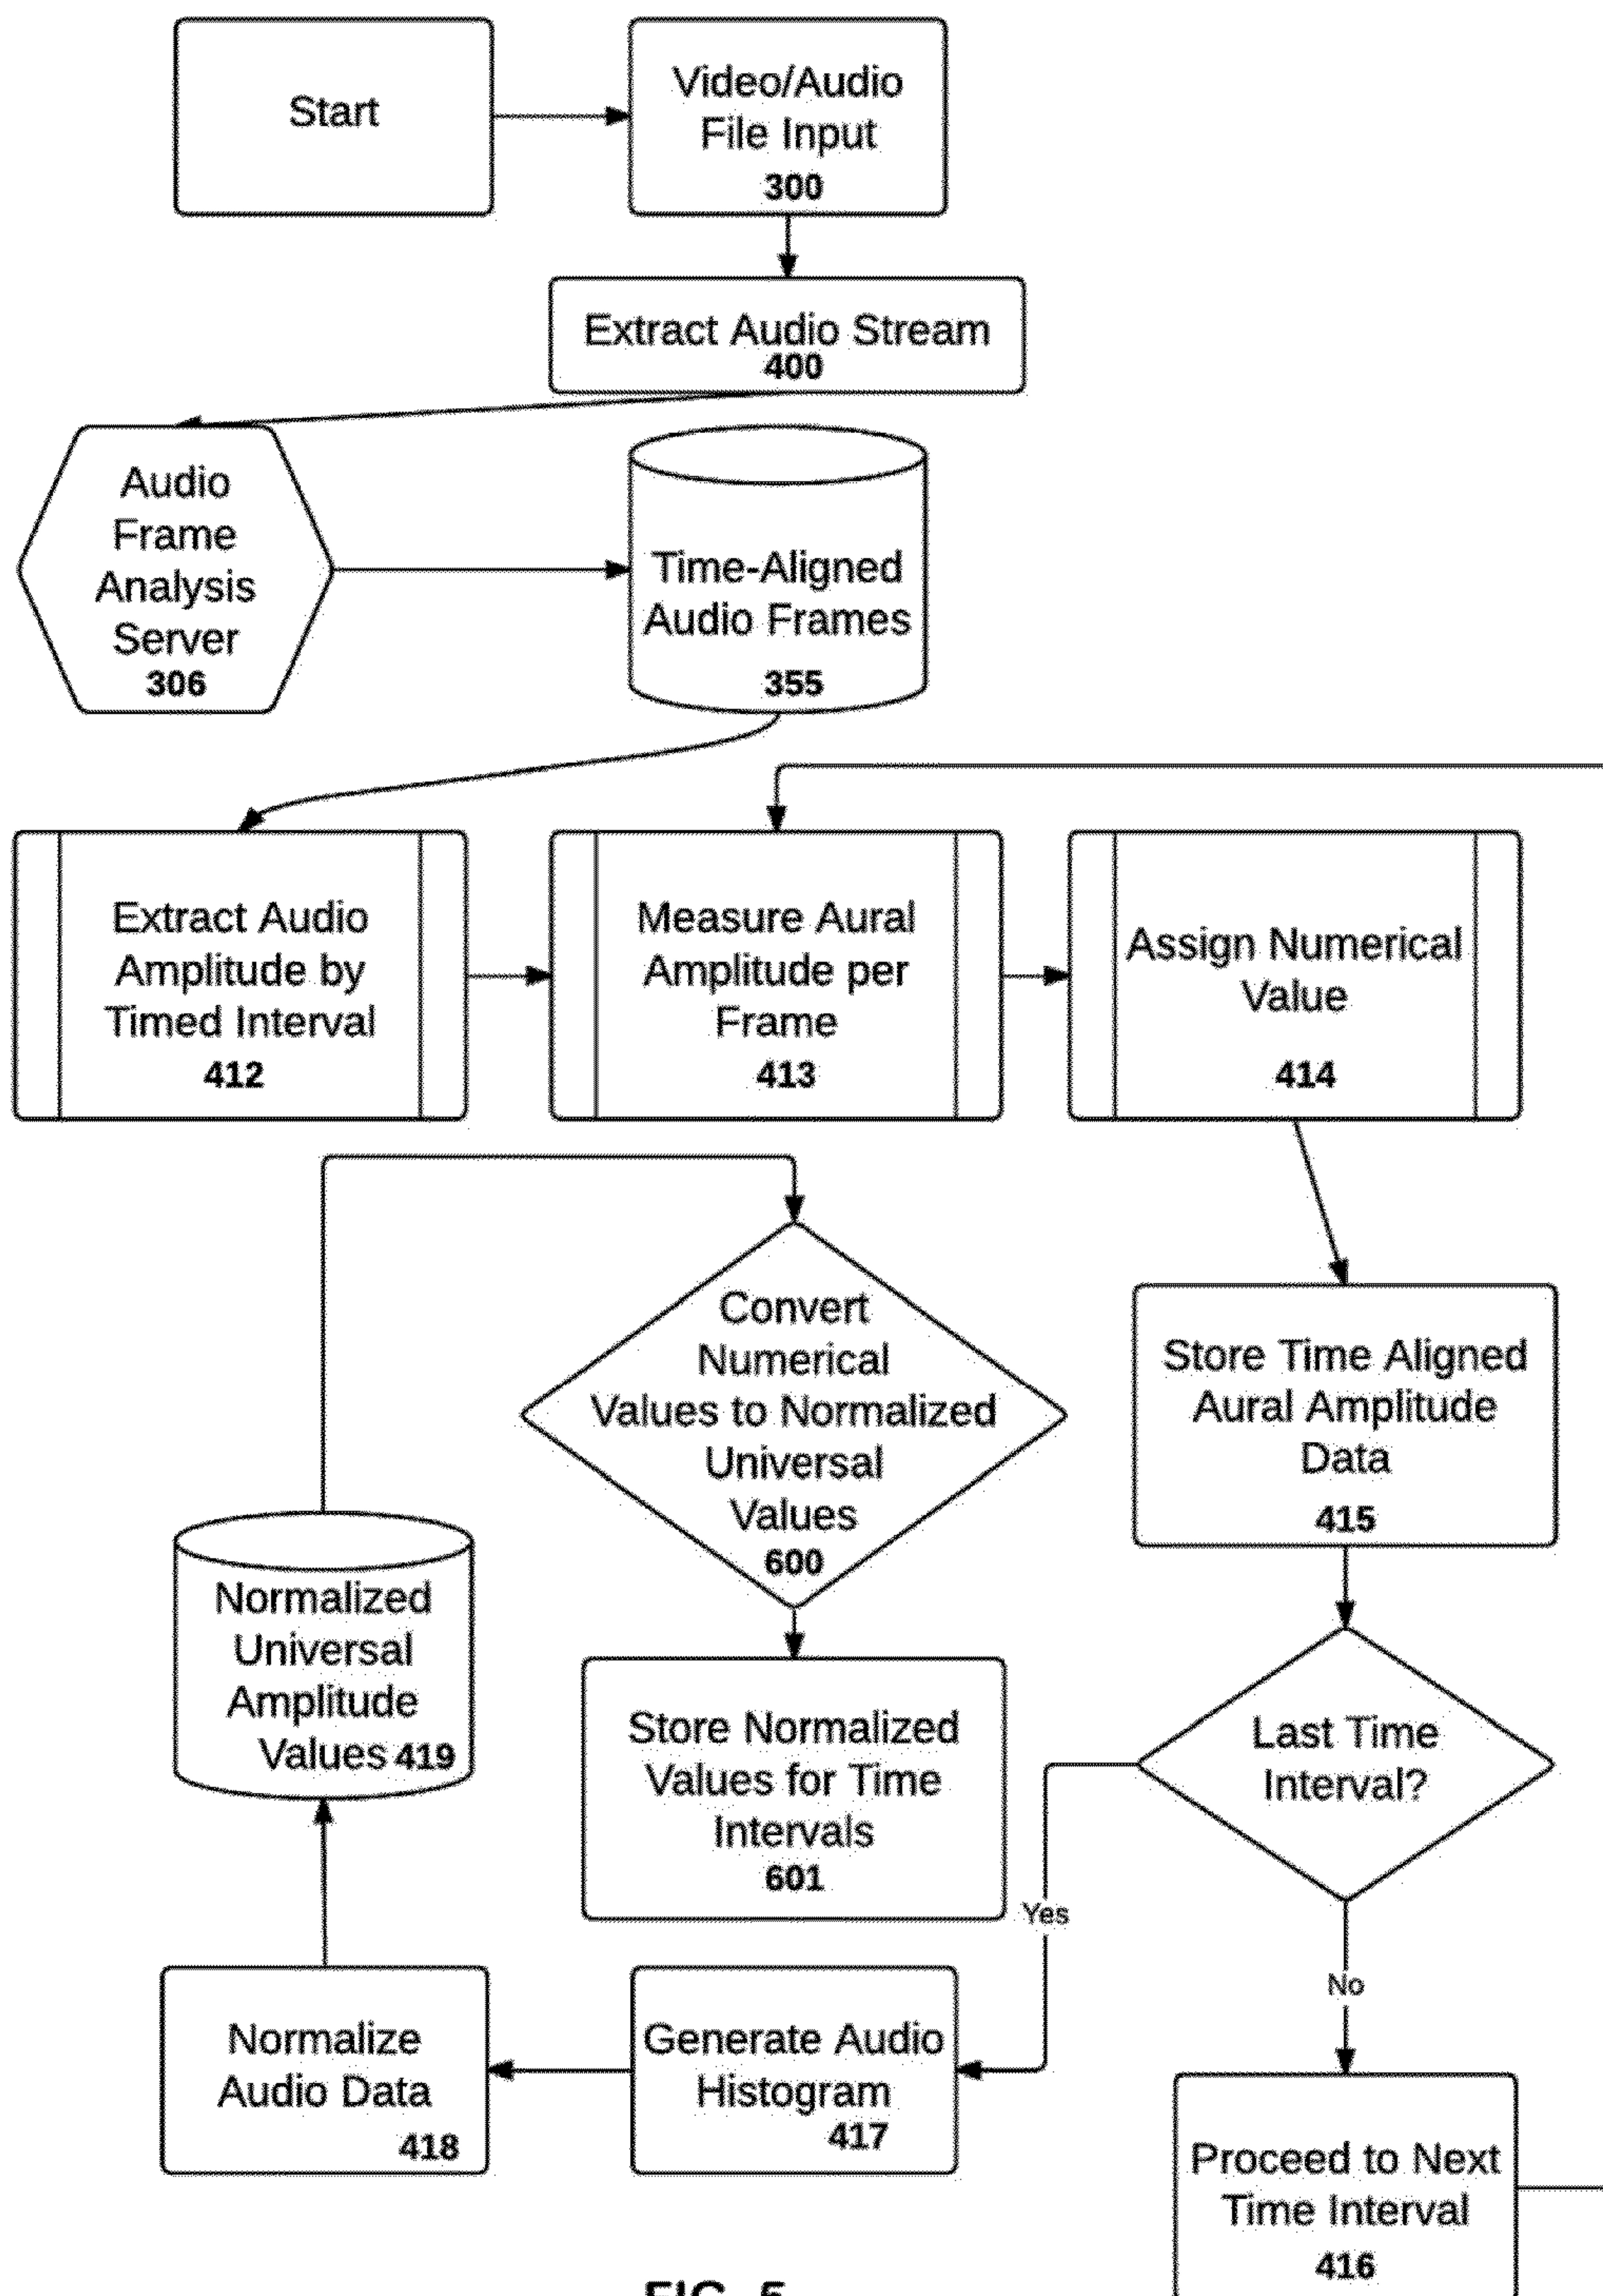 Start
Video/Audio
File Input
300
Extract Audio Stream
400
Audio
Frame
Analysis
Server
306
Time-Aligned
Audio Frames
355
Extract Audio
Amplitude by
Timed Interval
412
Measure Aural
Amplitude per
Frame
413
Assign Numerical
Value
414
Convert
Numerical
Values to Normalized
Universal
Values
600
Store Time Aligned
Aural Amplitude
Data
415
Normalized
Universal
Amplitude
Values 419
Store Normalized
Values for Time
Intervals
601
Last Time
Interval?
Yes
No
Normalize
Audio Data
418
Generate Audio
Histogram
417
Proceed to Next
Time Interval
416
FIG. 5